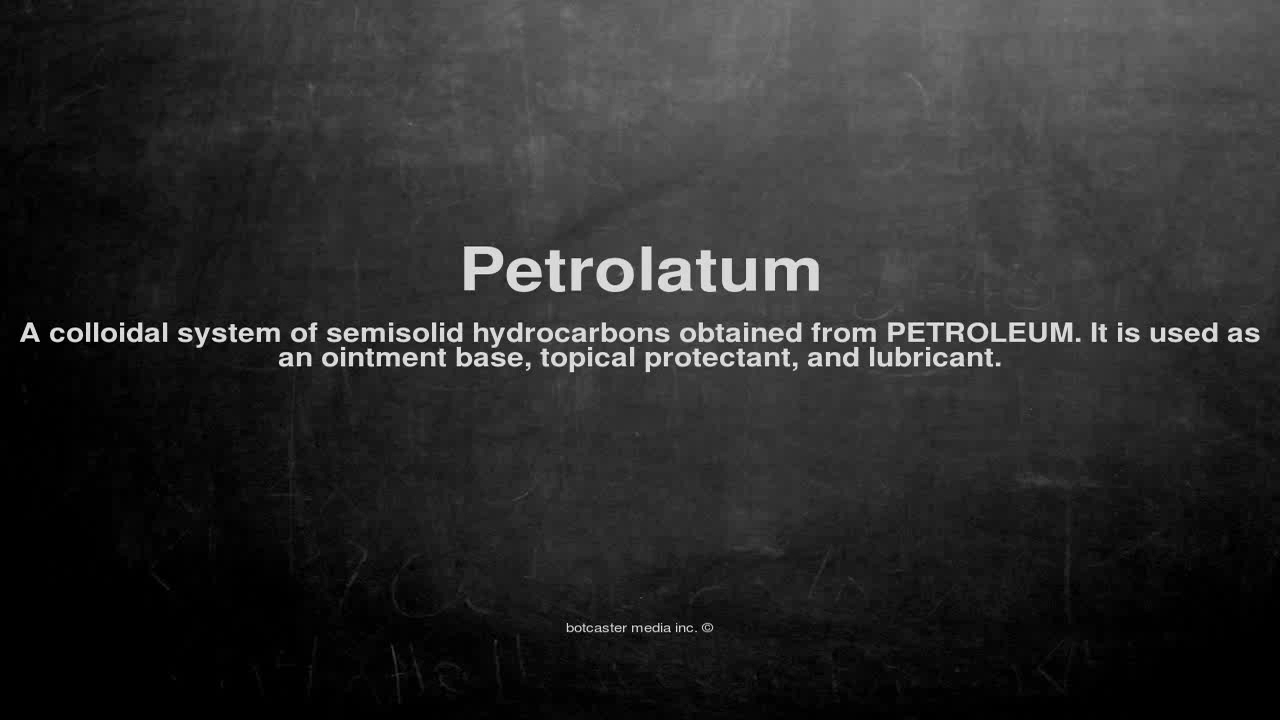 Petrolatum
A colloidal system of semisolid hydrocarbons obtained from PETROLEUM. It is used as
an ointment base, topical protectant, and lubricant.
botcaster media inc. ©